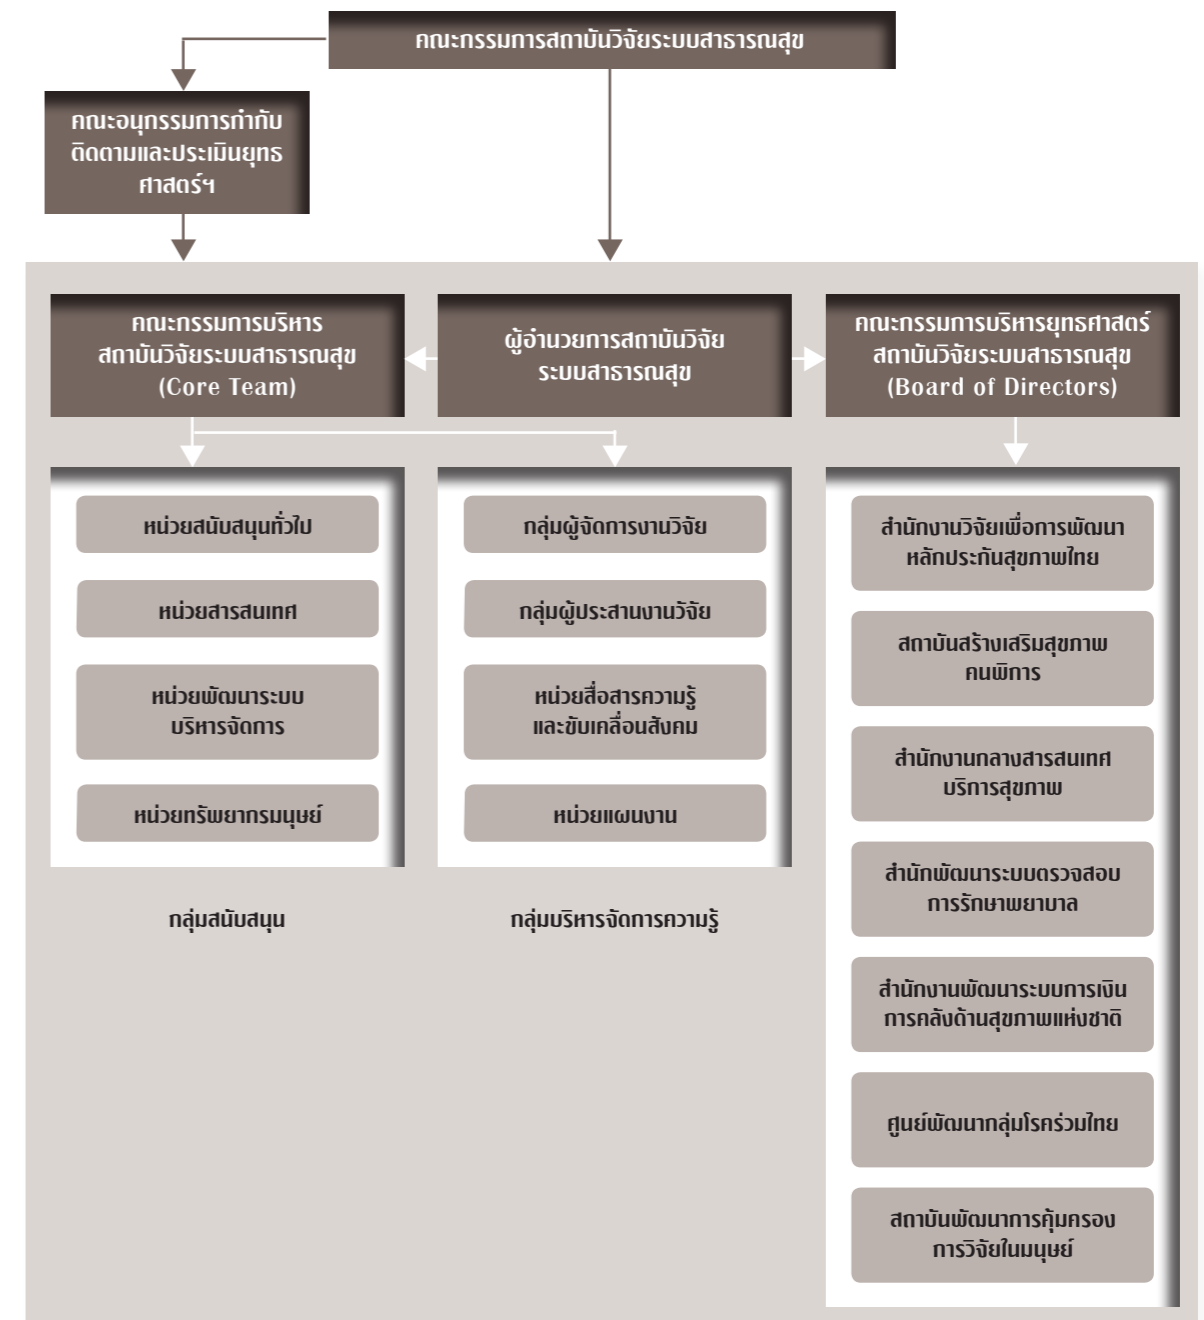 คณะกรรมการสถาบันวิจัยระบบสาธารณสุข
คณะอนุกรรมการกำกับ
ติดตามและประเมินยุทธ
ศาสตร์ฯ
คณะกรรมการบริหาร
สถาบันวิจัยระบบสาธารณสุข
(Core Team)
ผู้อำนวยการสถาบันวิจัย
ระบบสาธารณสุข
คณะกรรมการบริหารยุทธศาสตร์
สถาบันวิจัยระบบสาธารณสุข
(Board of Directors)
หน่วยสนับสนุนทั่วไป
หน่วยสารสนเทศ
หน่วยพัฒนาระบบ
บริหารจัดการ
หน่วยทรัพยากรมนุษย์
กลุ่มสนับสนุน
กลุ่มผู้จัดการงานวิจัย
กลุ่มผู้ประสานงานวัจัย
หน่วยสื่อสารความรู้
และขับเคลื่อนสังคม
หน่วยแผนงาน
กลุ่มบริหารจัดการความรู้
สำนักงานวิจัยเพื่อการพัฒนา
หลักประกันสุขภาพไทย
สถาบันสร้างเสริมสุขภาพ
คนพิการ
สำนักงานกลางสารสนเทศ
บริการสุขภาพ
สำนักพัฒนาระบบตรวจสอบ
การรักษาพยาบาล
สำนักงานพัฒนาระบบการเงิน
การคลังด้านสุขภาพแห่งชาติ
ศูนย์พัฒนากลุ่มโรคร่วมไทย
สถาบันพัฒนาการคุ้มครอง
การวิจัยในมนุษย์